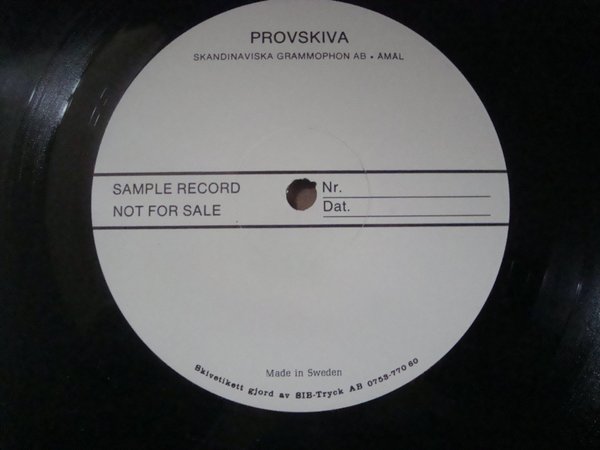 PROVSKIVA
SKANDINAVISKA GRAMMOPHON AB • ÅMÅL
SAMPLE RECORD
NOT FOR SALE
Nr.
Dat.
Made in Sweden
Skivetikett gjord av SIB-Tryck AB 0753-770 60